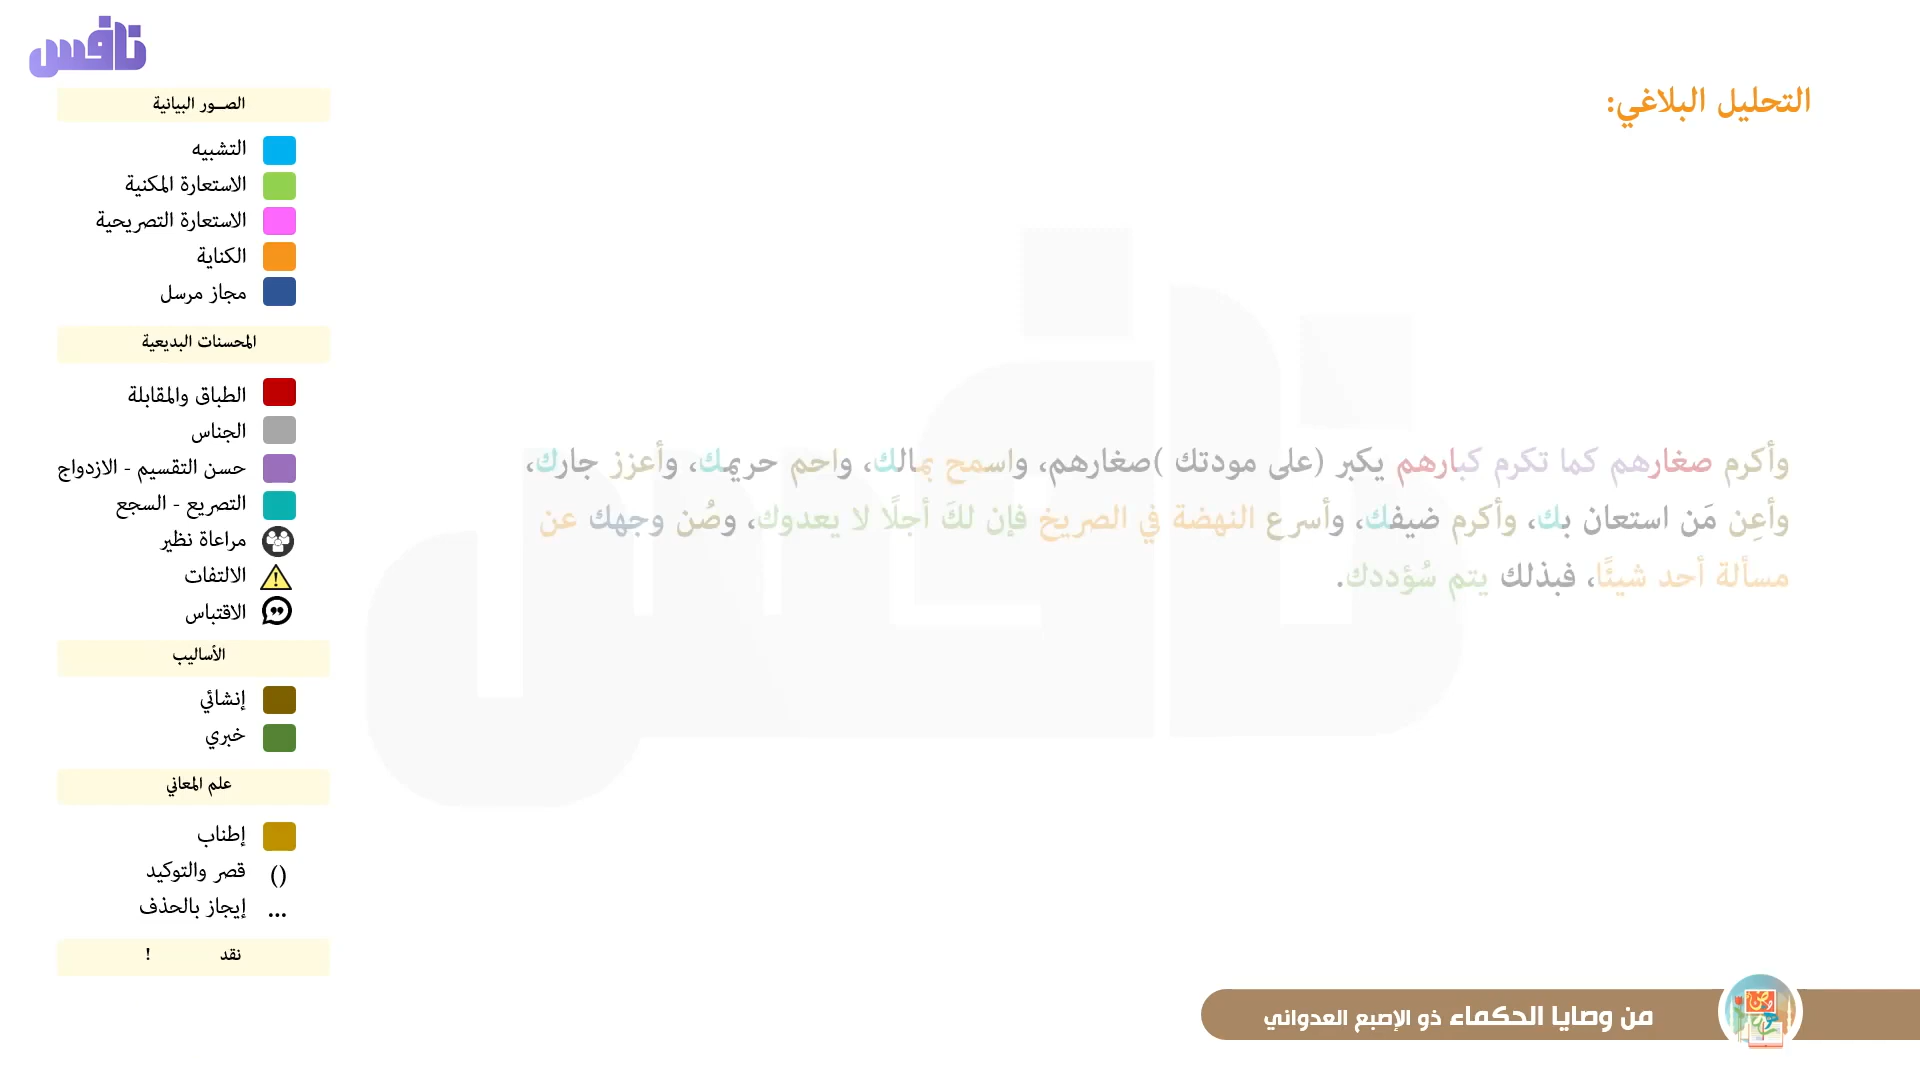 نافس
التحليل البلاغي:
وأكرم صغارهم كما تكرم كبارهم يكبر (على مودتك )صغارهم، واسمح بمالك، واحم حريمك، وأعزز جارك،
وأعِن مَن استعان بك، وأكرم ضيفك، وأسرع النهضة في الصريخ فإن لكَ أجلًا لا يعدوك، وصُن وجهك عن
مسألة أحد شيئًا، فبذلك يتم سُؤددك.
الصـور البيانية
التشبيه
الاستعارة المكنية
الاستعارة التصريحية
الكناية
مجاز مرسل
المحسنات البديعية
الطباق والمقابلة
الجناس
حسن التقسيم - الازدواج
التصريع - السجع
مراعاة نظير
الالتفات
الاقتباس
الأساليب
إنشائي
خبري
علم المعاني
إطناب
() قصر والتوكيد
... إيجاز بالحذف
نقد !
من وصايا الحكماء ذو الإصبع العدواني